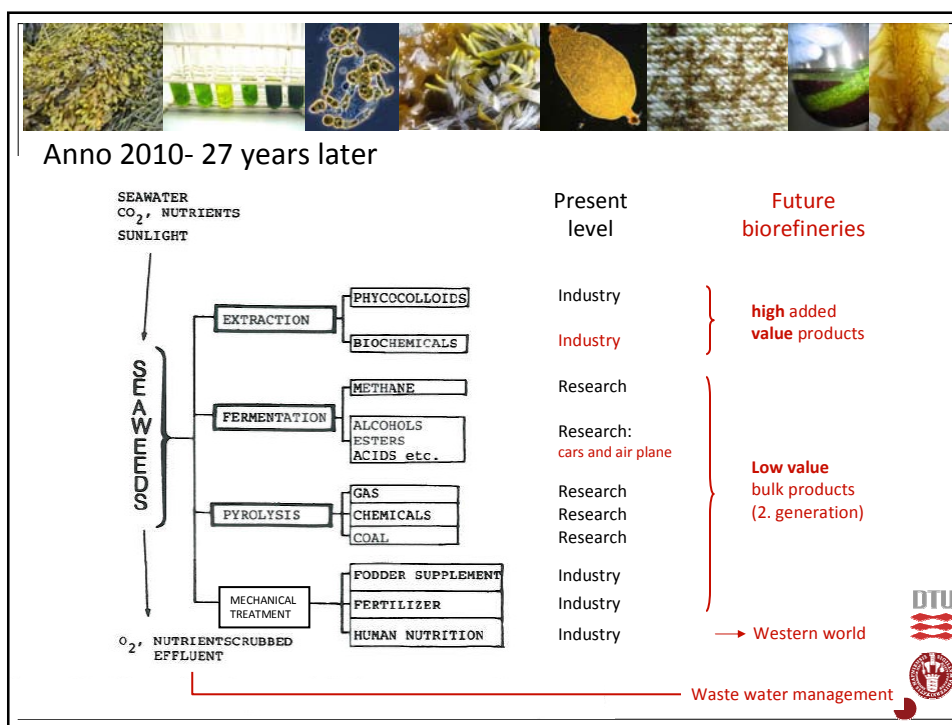 Anno 2010- 27 years later
SEAWATER
CO2, NUTRIENTS
SUNLIGHT
Present
level
Future
biorefineries
SEAWEEDS
EXTRACTION
PHYCOCOLLOIDS
Industry
BIOCHEMICALS
Industry
high added
value products
FERMENTATION
METHANE
Research
ALCOHOLS
ESTERS
ACIDS etc.
Research:
cars and air plane
PYROLYSIS
GAS
Research
CHEMICALS
Research
COAL
Research
Low value
bulk products
(2. generation)
MECHANICAL
TREATMENT
FODDER SUPPLEMENT
Industry
FERTILIZER
Industry
HUMAN NUTRITION
Industry
Western world
O2, NUTRIENTSCRUBBED
EFFLUENT
Waste water management
DTU